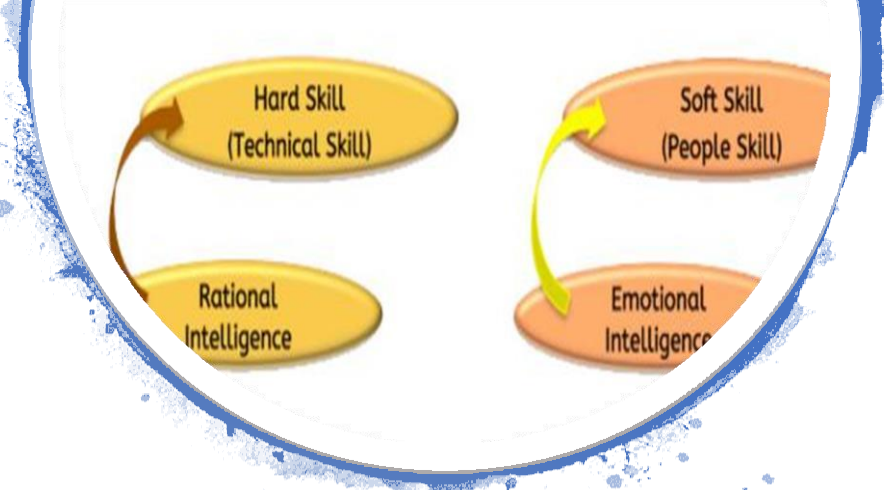 Hard Skill
(Technical Skill)
Soft Skill
(People Skill)
Rational
Intelligence
Emotional
Intelligence